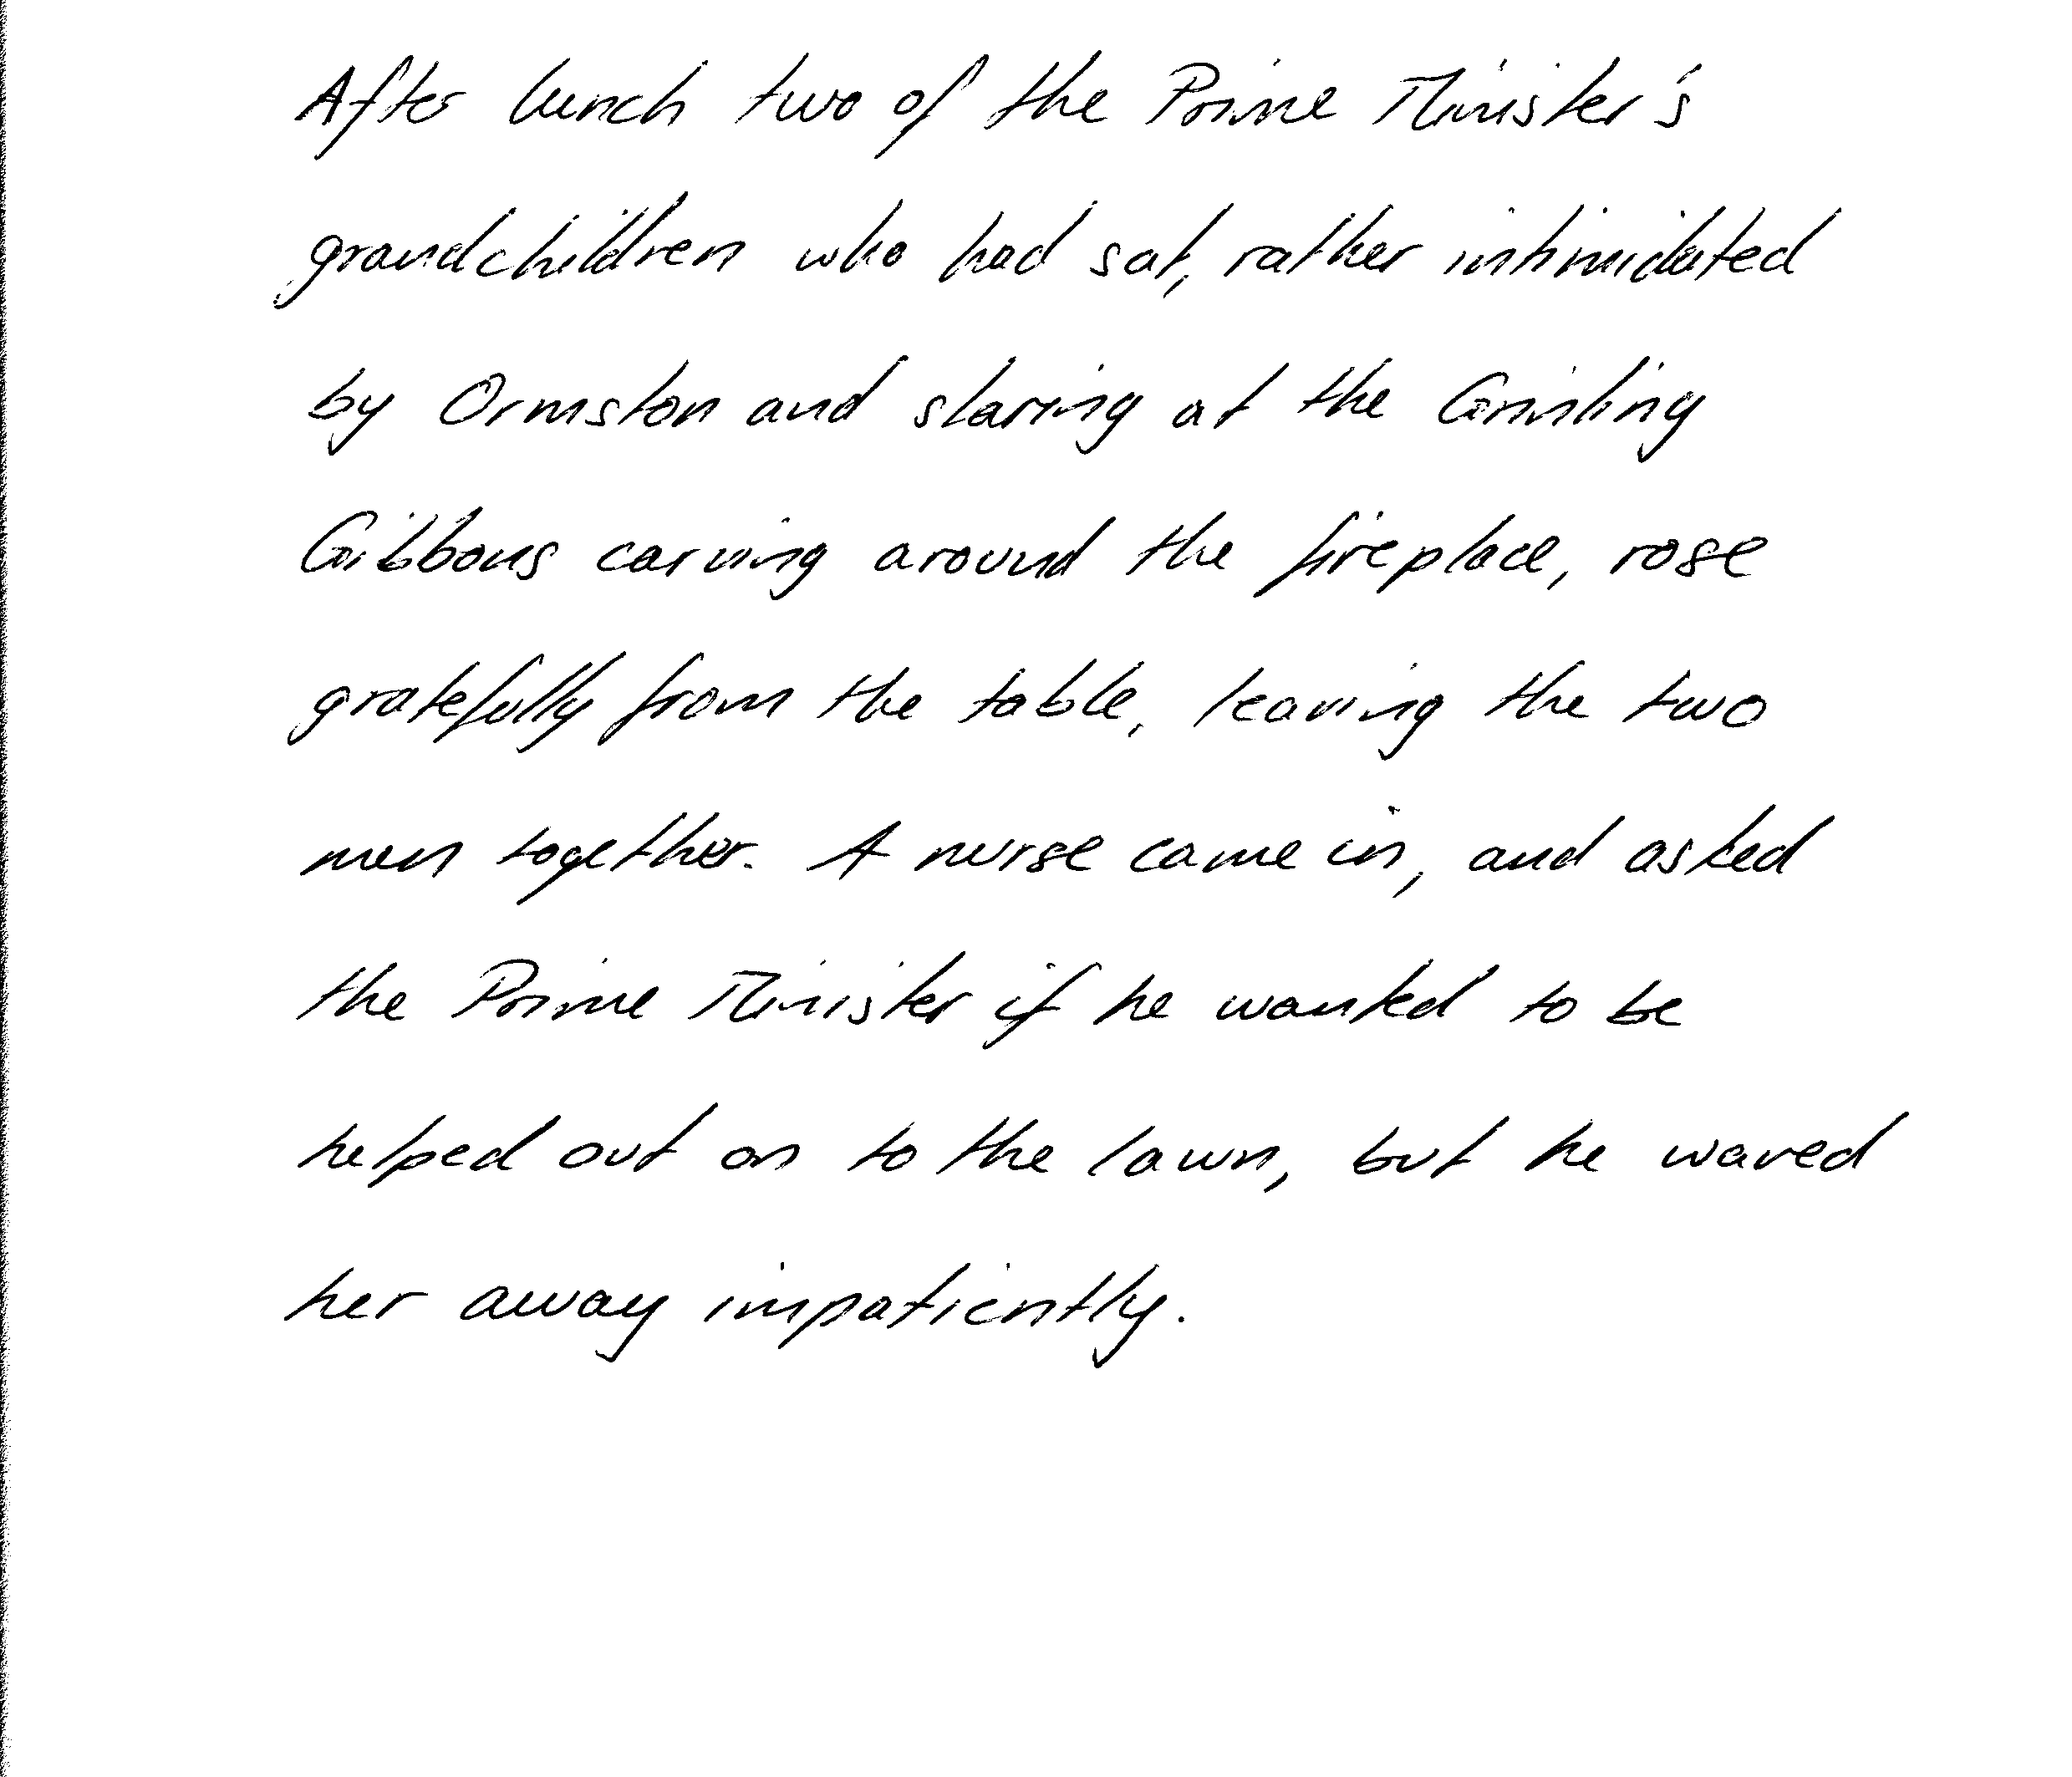 After lunch two of the Prime Minister's
grandchildren who had sat, rather intimidated
by Ormston and staring at the Grinling
Gibbons carving around the fireplace, rose
gratefully from the table, leaving the two
men together. A nurse came in, and asked
the Prime Minister if he wanted to be
helped out on to the lawn, but he waved
her away impatiently.